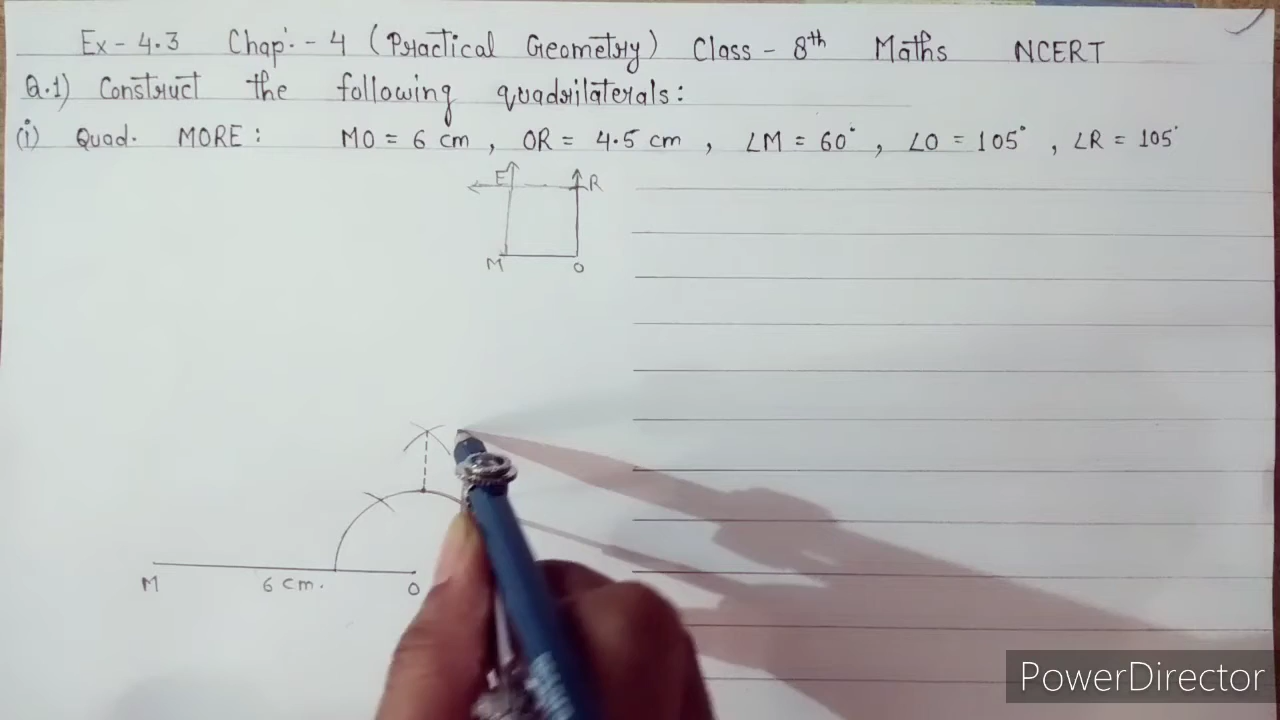 Ex - 4.3 Chap. - 4 (Practical Geometry) Class - 8th Maths NCERT
Q.1) Construct the following quadrilaterals:
(i) Quad. MORE: MO = 6 cm, OR = 4.5 cm, ∠M = 60°, ∠O = 105°, ∠R = 105°
E R
M O
M 6 cm. O
PowerDirector